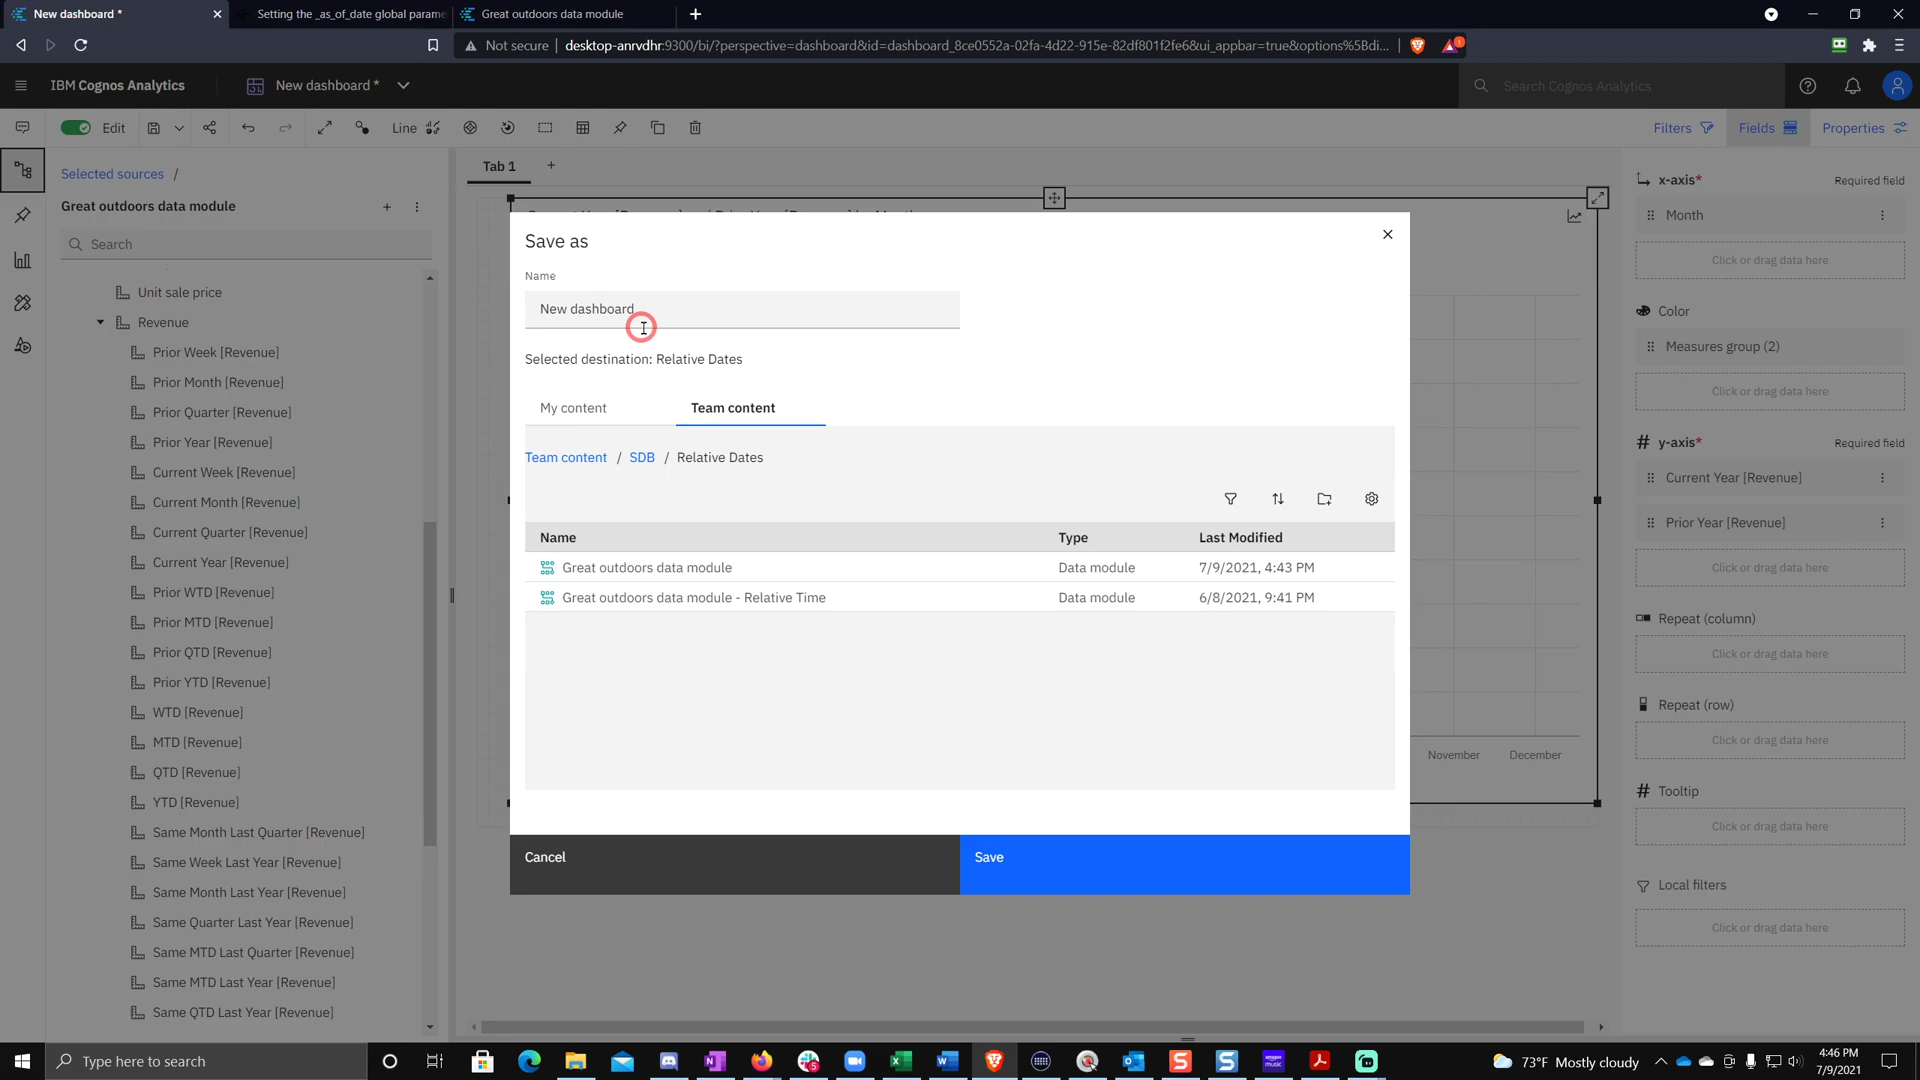 New dashboard *
Setting the _as_of_date global parame
Great outdoors data module
Not secure
desktop-anrvdhr:9300/bi/?perspective=dashboard&id=dashboard_8ce0552a-02fa-4d22-915e-82df801f2fe6&ui_appbar=true&options%5Bdi...
1
IBM Cognos Analytics
New dashboard *
Search Cognos Analytics
Edit
Line
Filters
Fields
Properties
Selected sources /
Great outdoors data module
Search
Unit sale price
Revenue
Prior Week [Revenue]
Prior Month [Revenue]
Prior Quarter [Revenue]
Prior Year [Revenue]
Current Week [Revenue]
Current Month [Revenue]
Current Quarter [Revenue]
Current Year [Revenue]
Prior WTD [Revenue]
Prior MTD [Revenue]
Prior QTD [Revenue]
Prior YTD [Revenue]
WTD [Revenue]
MTD [Revenue]
QTD [Revenue]
YTD [Revenue]
Same Month Last Quarter [Revenue]
Same Week Last Year [Revenue]
Same Month Last Year [Revenue]
Same Quarter Last Year [Revenue]
Same MTD Last Quarter [Revenue]
Same MTD Last Year [Revenue]
Same QTD Last Year [Revenue]
Tab 1
Save as
Name
New dashboard
Selected destination: Relative Dates
My content
Team content
Team content / SDB / Relative Dates
Name Type Last Modified
Great outdoors data module Data module 7/9/2021, 4:43 PM
Great outdoors data module - Relative Time Data module 6/8/2021, 9:41 PM
Cancel
Save
November
December
x-axis*
Required field
Month
Click or drag data here
Color
Measures group (2)
Click or drag data here
y-axis*
Required field
Current Year [Revenue]
Prior Year [Revenue]
Click or drag data here
Repeat (column)
Click or drag data here
Repeat (row)
Click or drag data here
Tooltip
Click or drag data here
Local filters
Click or drag data here
Type here to search
73°F Mostly cloudy
4:46 PM
7/9/2021